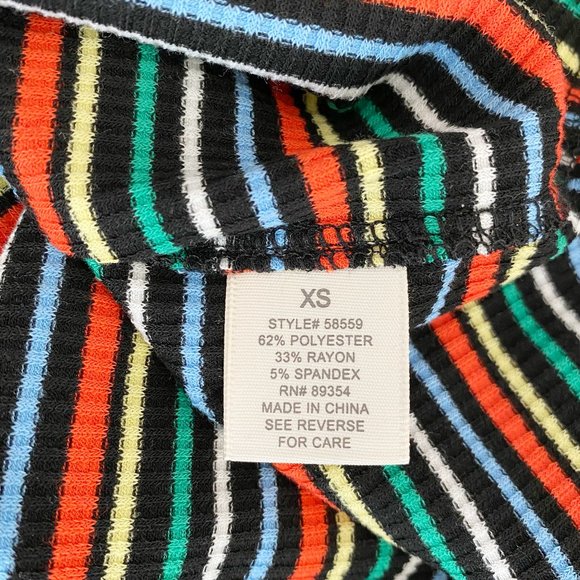 XS
STYLE# 58559
62% POLYESTER
33% RAYON
5% SPANDEX
RN# 89354
MADE IN CHINA
SEE REVERSE
FOR CARE